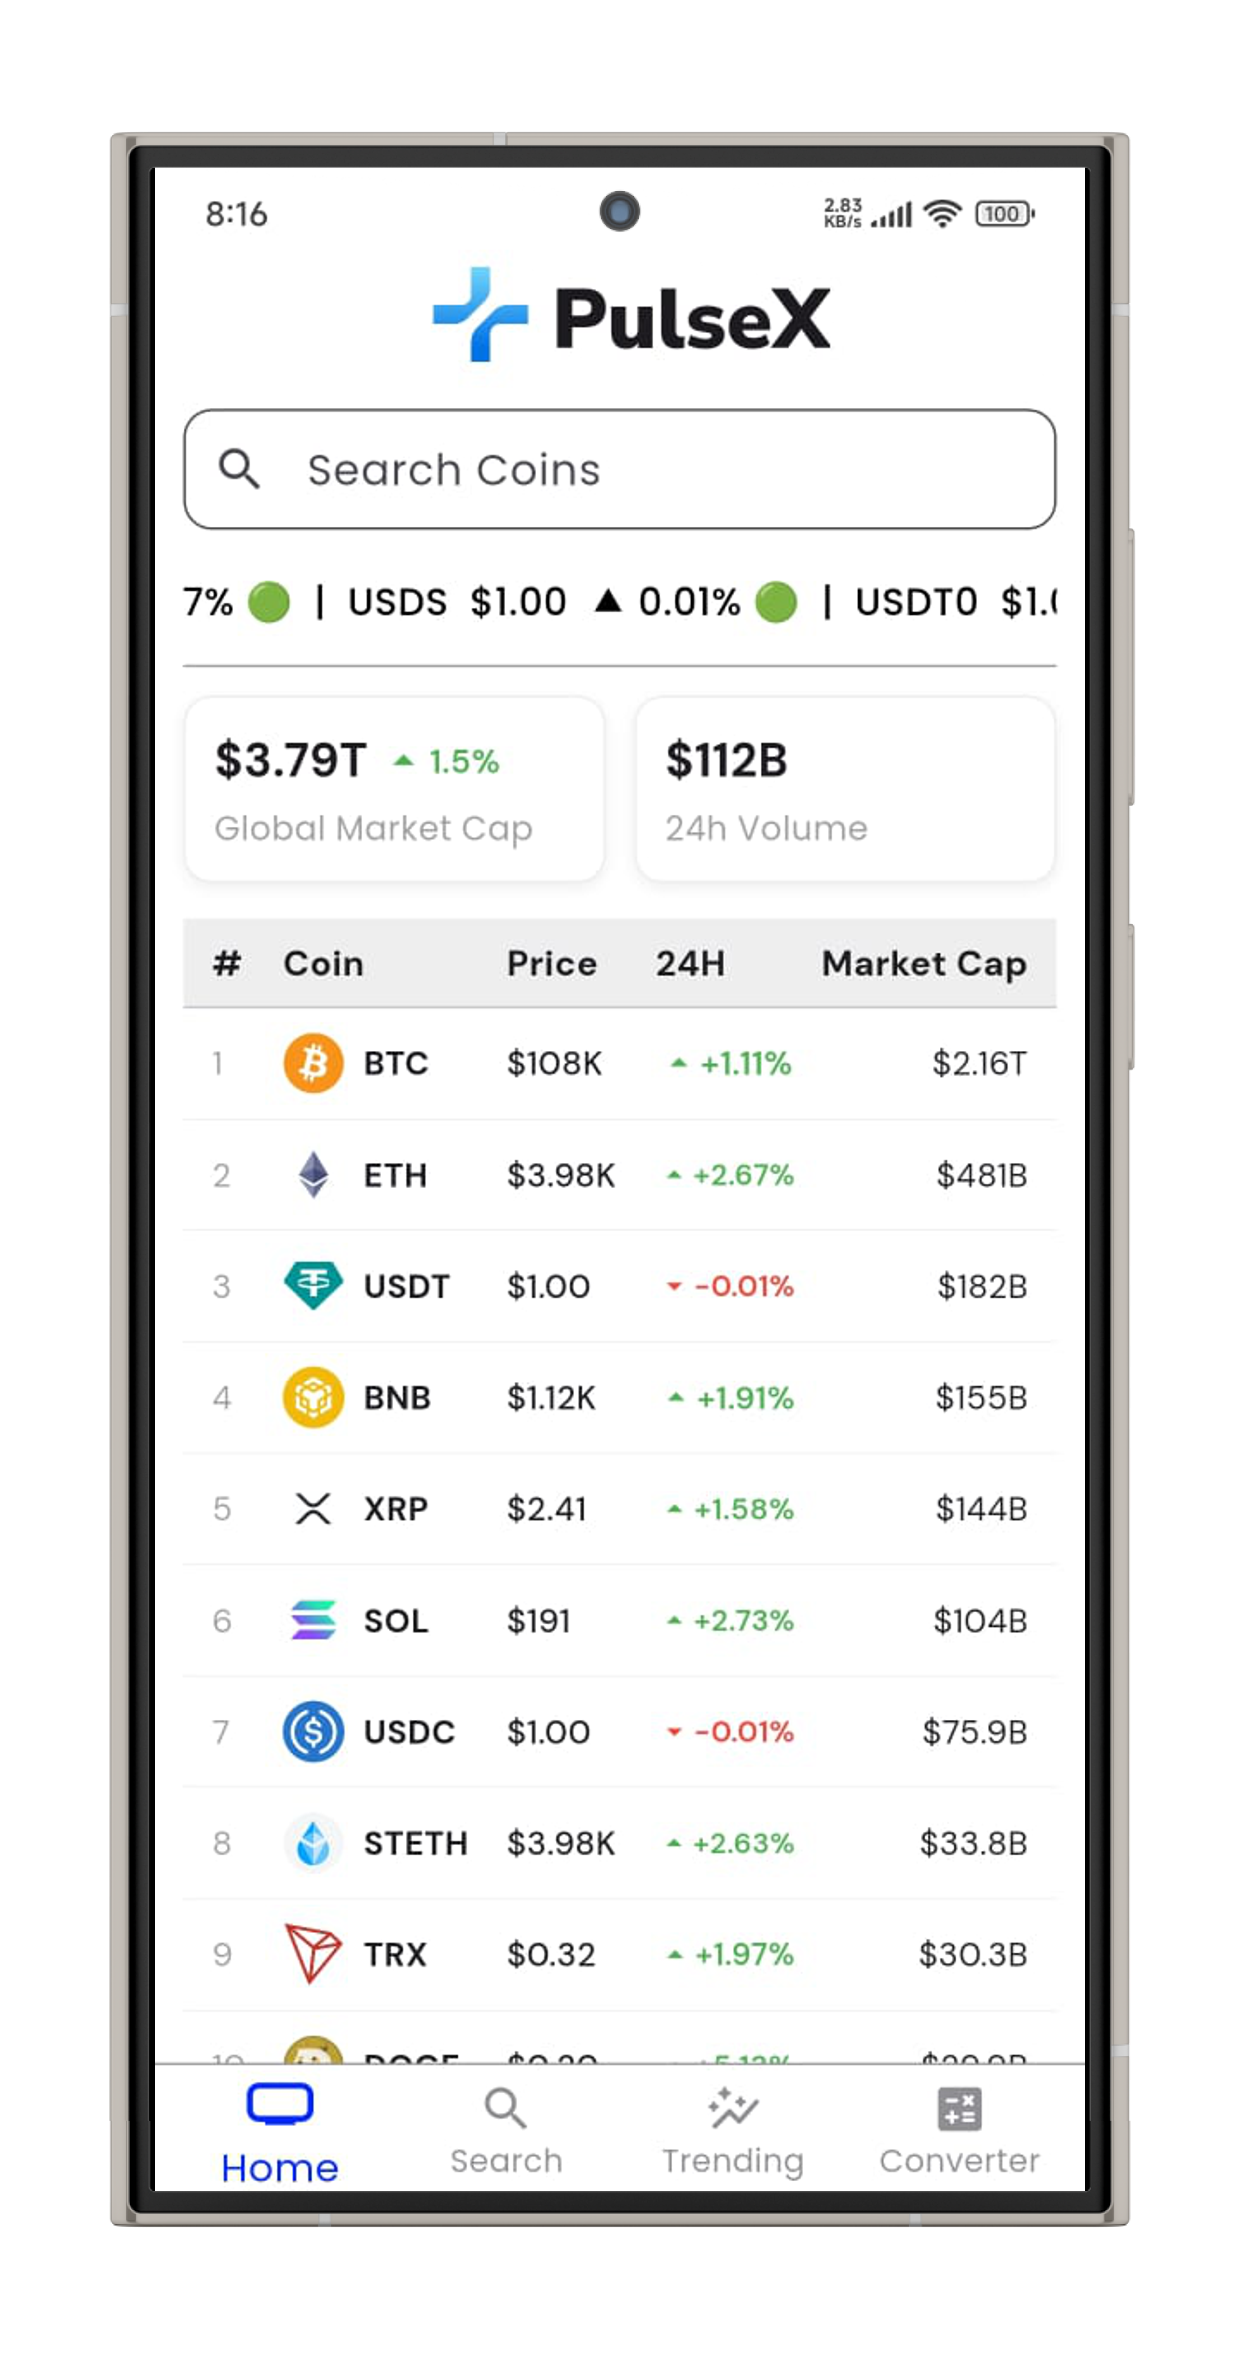 8:16
2.83
KB/s
100
PulseX
Search Coins
7% | USDS $1.00 ▲ 0.01% | USDT0 $1.0
$3.79T ▲ 1.5%
Global Market Cap
$112B
24h Volume
# Coin Price 24H Market Cap
1 BTC $108K ▲ +1.11% $2.16T
2 ETH $3.98K ▲ +2.67% $481B
3 USDT $1.00 ▼ -0.01% $182B
4 BNB $1.12K ▲ +1.91% $155B
5 XRP $2.41 ▲ +1.58% $144B
6 SOL $191 ▲ +2.73% $104B
7 USDC $1.00 ▼ -0.01% $75.9B
8 STETH $3.98K ▲ +2.63% $33.8B
9 TRX $0.32 ▲ +1.97% $30.3B
10 DOGE
Home
Search
Trending
Converter